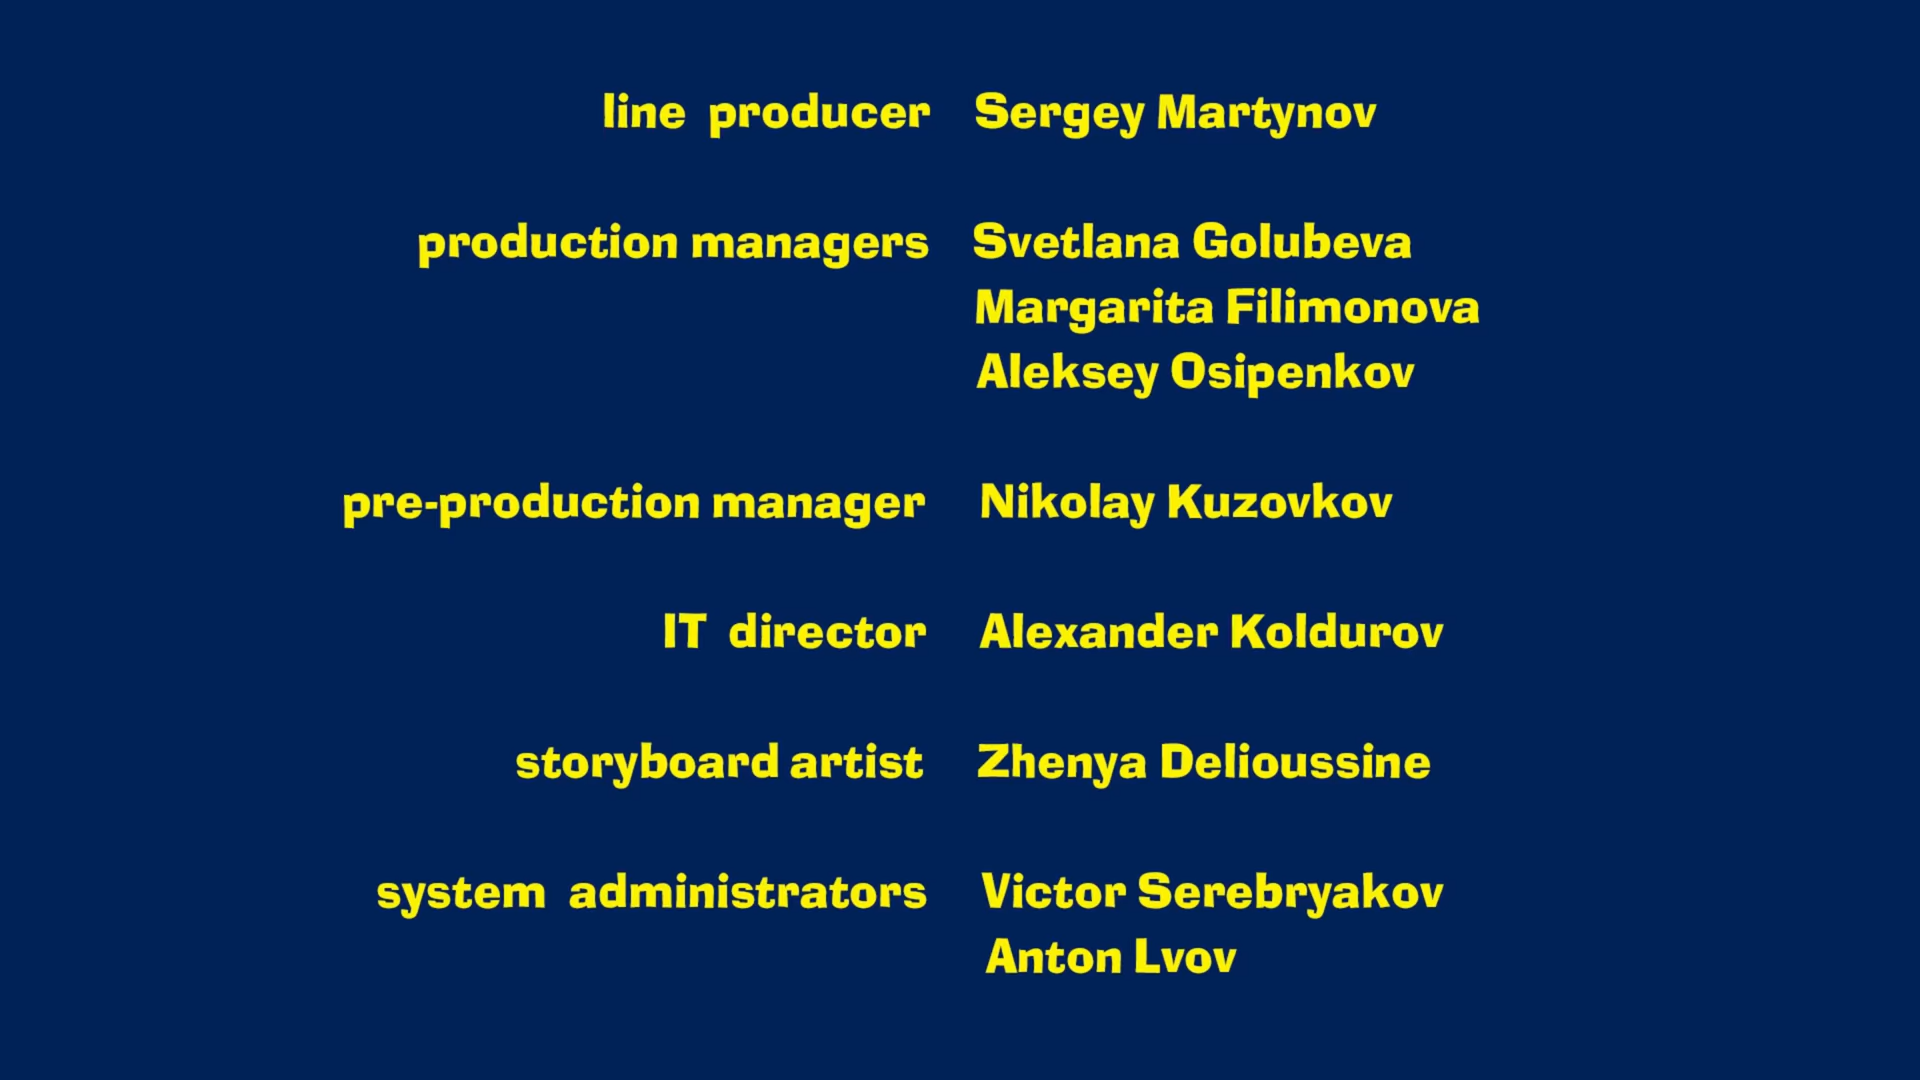 line producer Sergey Martynov
production managers Svetlana Golubeva
Margarita Filimonova
Aleksey Osipenkov
pre-production manager Nikolay Kuzovkov
IT director Alexander Koldurov
storyboard artist Zhenya Delioussine
system administrators Victor Serebryakov
Anton Lvov